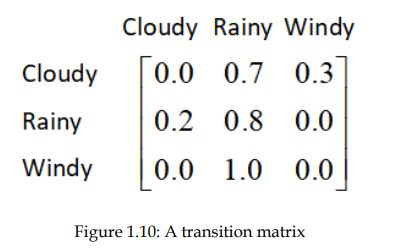 Cloudy Rainy Windy
Cloudy 0.0 0.7 0.3
Rainy 0.2 0.8 0.0
Windy 0.0 1.0 0.0
Figure 1.10: A transition matrix